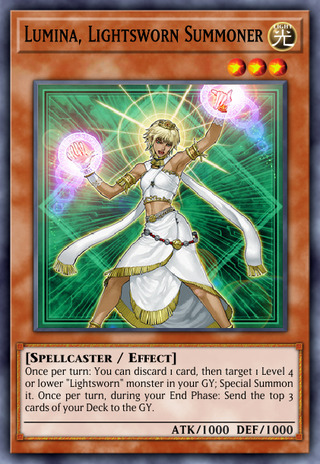 Lumina, Lightsworn Summoner
LIGHT
光
[Spellcaster / Effect]
Once per turn: You can discard 1 card, then target 1 Level 4
or lower "Lightsworn" monster in your GY; Special Summon
it. Once per turn, during your End Phase: Send the top 3
cards of your Deck to the GY.
ATK/1000 DEF/1000